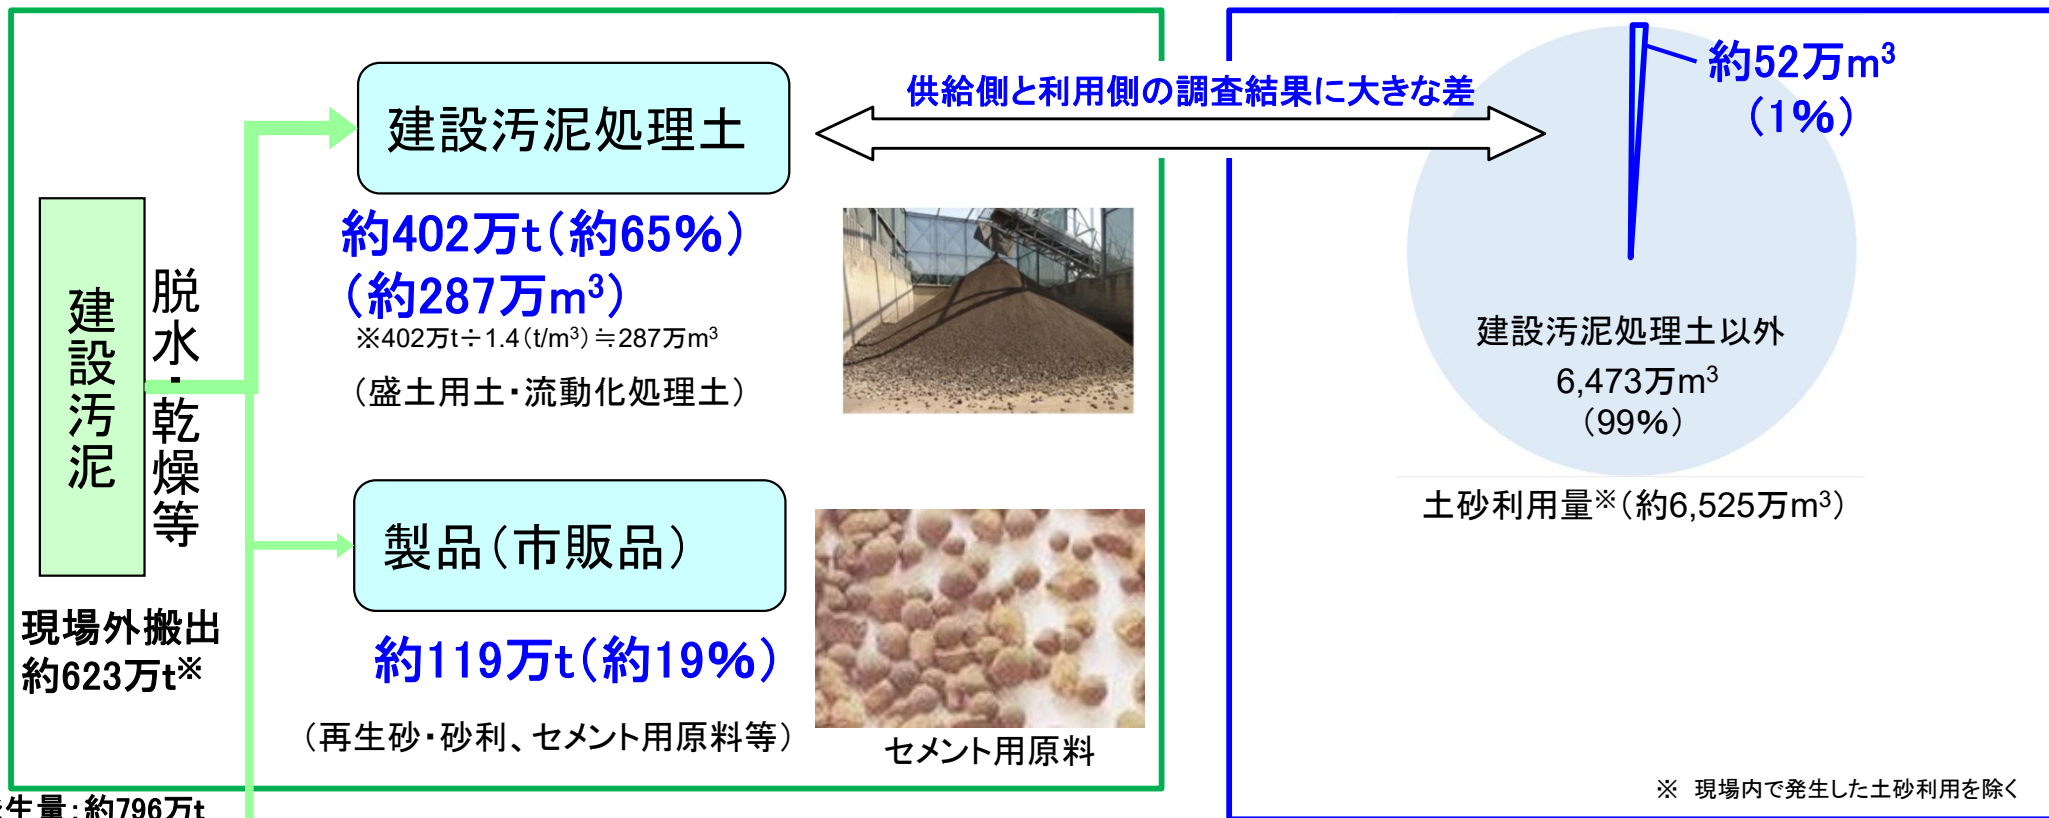 建設汚泥
脱水・乾燥等
現場外搬出
約623万t※
生量：約796万t
建設汚泥処理土
約402万t（約65%）
（約287万m³）
※402万t÷1.4（t/m³）≒287万m³
（盛土用土・流動化処理土）
製品（市販品）
約119万t（約19%）
（再生砂・砂利、セメント用原料等）
セメント用原料
供給側と利用側の調査結果に大きな差
約52万m³
（1%）
建設汚泥処理土以外
6,473万m³
（99%）
土砂利用量※（約6,525万m³）
※ 現場内で発生した土砂利用を除く